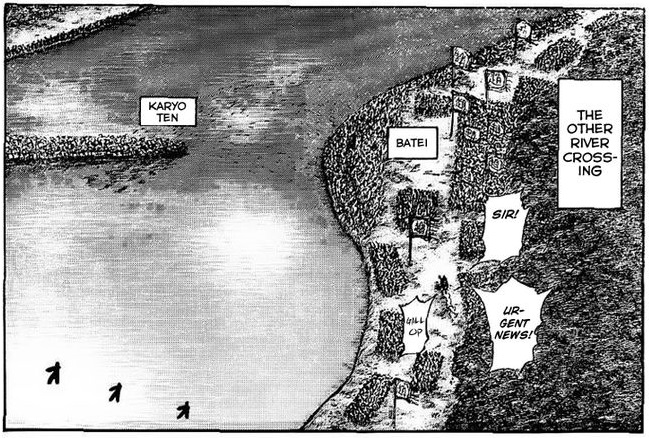 THE
OTHER
RIVER
CROSS-
ING
KARYO
TEN
BATEI
SIR!
UR-
GENT
NEWS!
GILL
OP